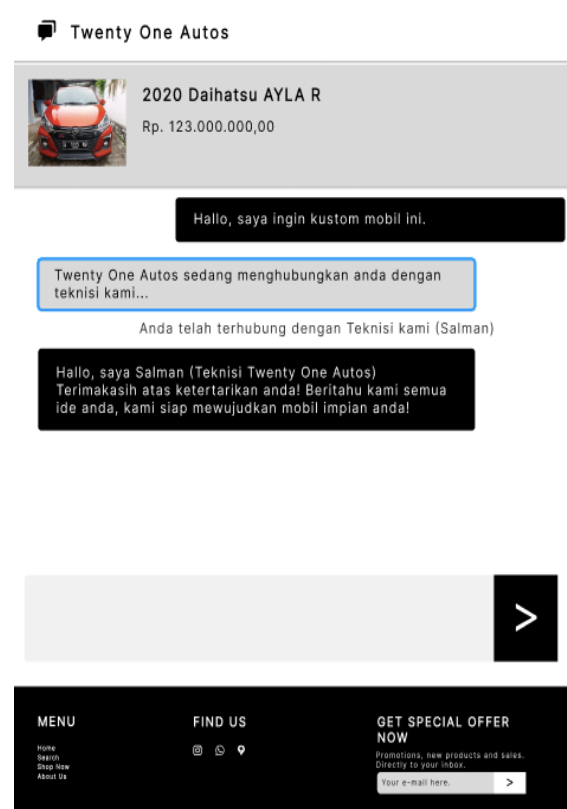 Twenty One Autos
2020 Daihatsu AYLA R
Rp. 123.000.000,00
Hallo, saya ingin kustom mobil ini.
Twenty One Autos sedang menghubungkan anda dengan
teknisi kami...
Anda telah terhubung dengan Teknisi kami (Salman)
Hallo, saya Salman (Teknisi Twenty One Autos)
Terimakasih atas ketertarikan anda! Beritahu kami semua
ide anda, kami siap mewujudkan mobil impian anda!
>
MENU
Home
Search
Shop Now
About Us
FIND US
GET SPECIAL OFFER
NOW
Promotions, new products and sales.
Directly to your inbox.
Your e-mail here.
>